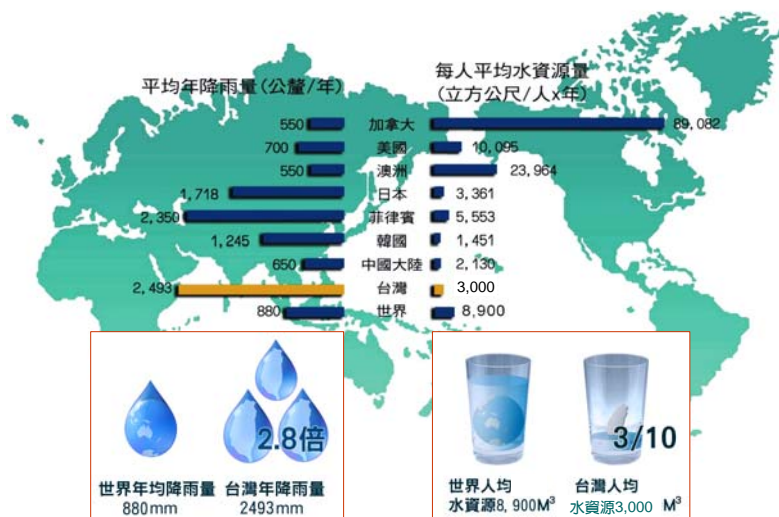 平均年降雨量(公釐/年)
每人平均水資源量
(立方公尺/人x年)
550 加拿大 89,082
700 美國 10,095
550 澳洲 23,964
1,718 日本 3,361
2,350 菲律賓 5,553
1,245 韓國 1,451
650 中國大陸 2,130
2,493 台灣 3,000
880 世界 8,900
2.8倍
世界年均降雨量 台灣年降雨量
880mm 2493mm
3/10
世界人均 台灣人均
水資源8,900M³ 水資源3,000 M³